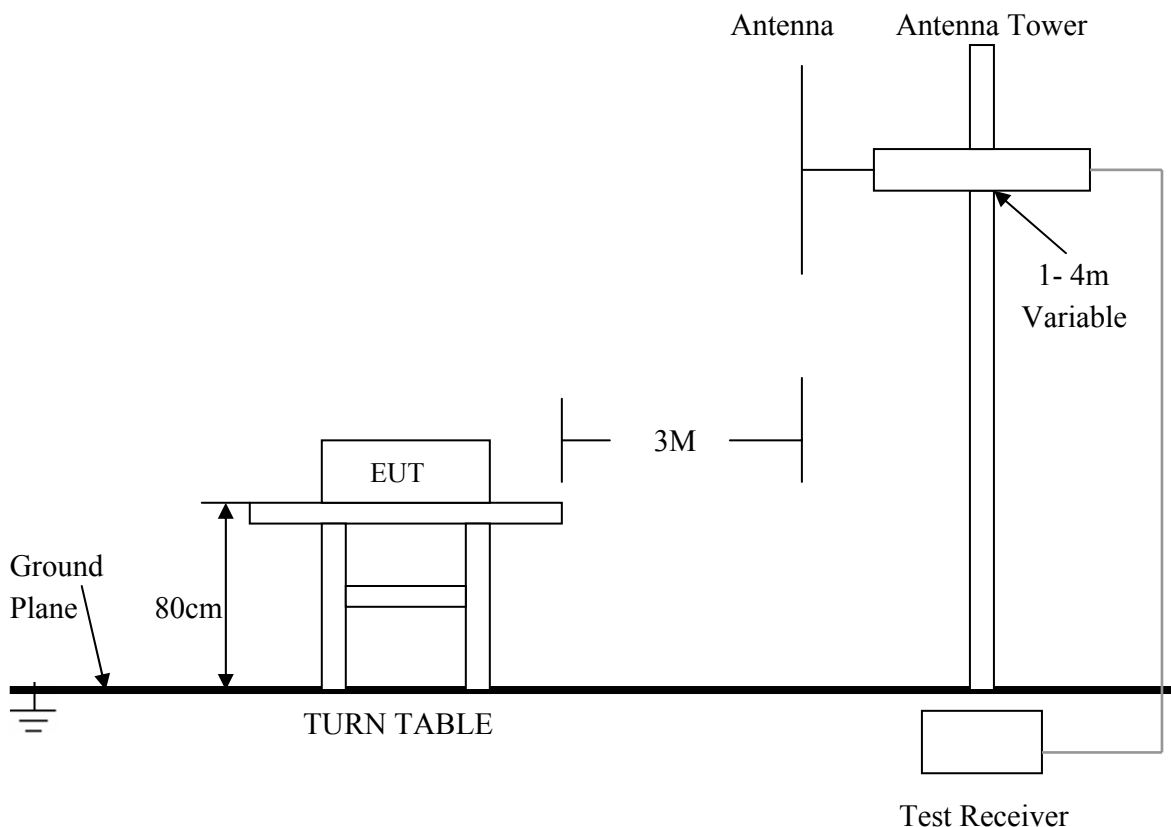 Antenna
Antenna Tower
1- 4m
Variable
3M
EUT
Ground
Plane
80cm
TURN TABLE
Test Receiver